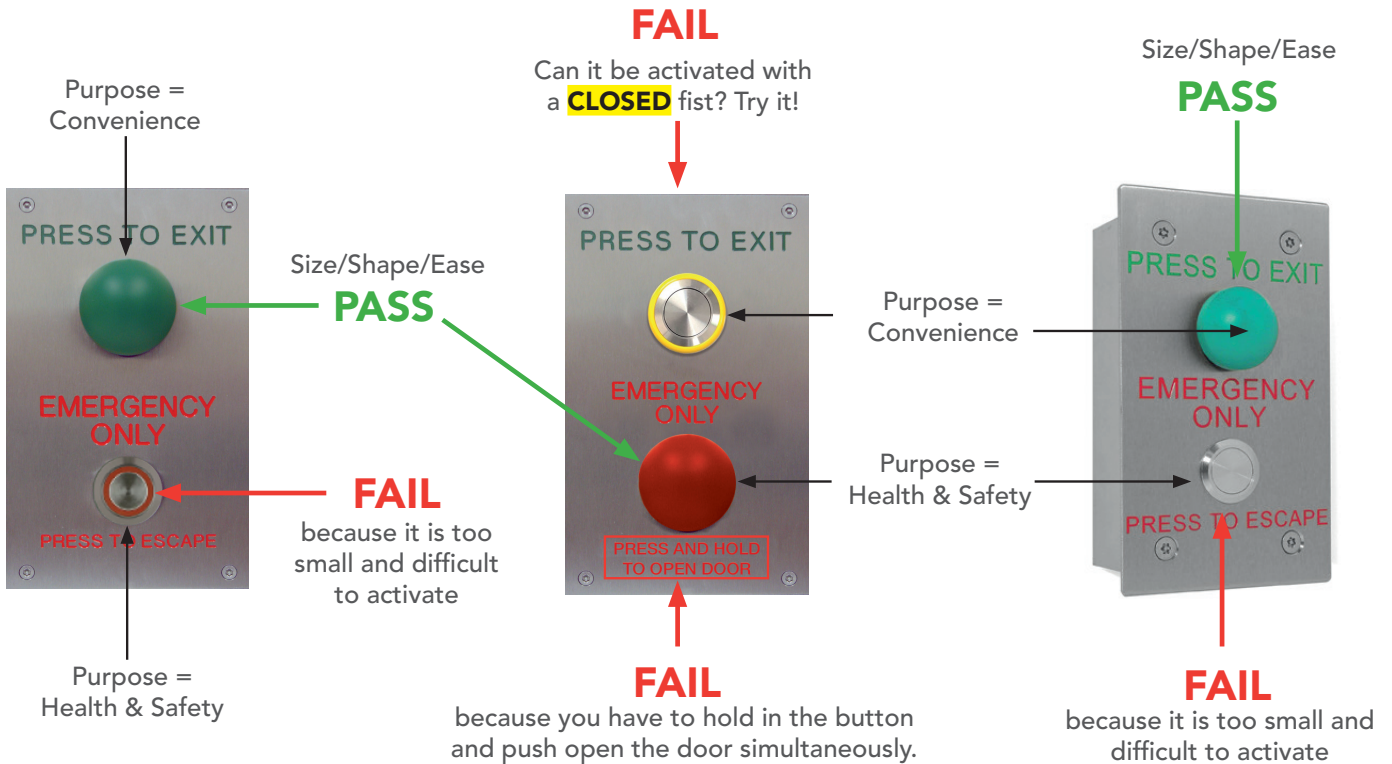 FAIL
Can it be activated with
a CLOSED fist? Try it!
Size/Shape/Ease
PASS
Purpose =
Convenience
PRESS TO EXIT
EMERGENCY
ONLY
PRESS TO ESCAPE
Purpose =
Health & Safety
Size/Shape/Ease
PASS
FAIL
because it is too
small and difficult
to activate
PRESS TO EXIT
EMERGENCY
ONLY
PRESS AND HOLD
TO OPEN DOOR
FAIL
because you have to hold in the button
and push open the door simultaneously.
Purpose =
Convenience
Purpose =
Health & Safety
PRESS TO EXIT
EMERGENCY
ONLY
PRESS TO ESCAPE
FAIL
because it is too small and
difficult to activate